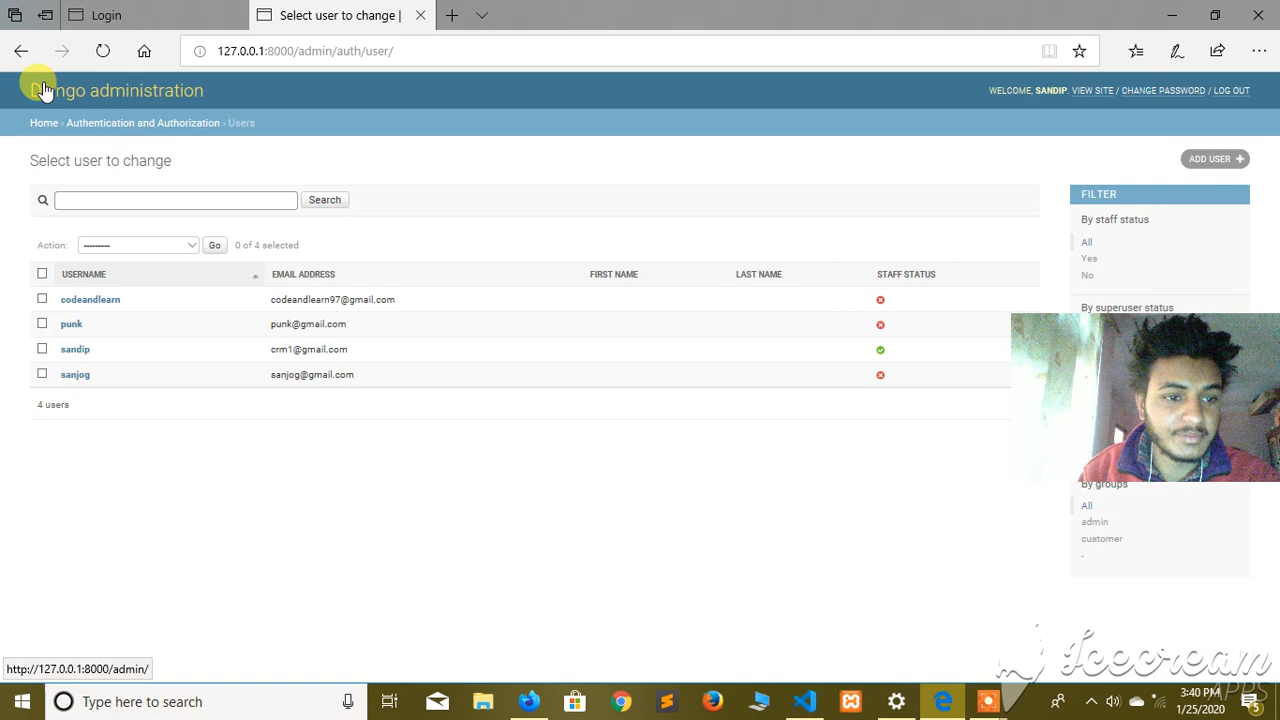 Login
Select user to change |
127.0.0.1:8000/admin/auth/user/
Django administration
WELCOME, SANDIP. VIEW SITE / CHANGE PASSWORD / LOG OUT
Home › Authentication and Authorization › Users
Select user to change
ADD USER +
Search
FILTER
By staff status
All
Yes
No
By superuser status
Action: --------- Go 0 of 4 selected
USERNAME EMAIL ADDRESS FIRST NAME LAST NAME STAFF STATUS
codeandlearn codeandlearn97@gmail.com
punk punk@gmail.com
sandip crm1@gmail.com
sanjog sanjog@gmail.com
4 users
By groups
All
admin
customer
-
http://127.0.0.1:8000/admin/
Icecream
APPS
Type here to search
3:40 PM
1/25/2020
5